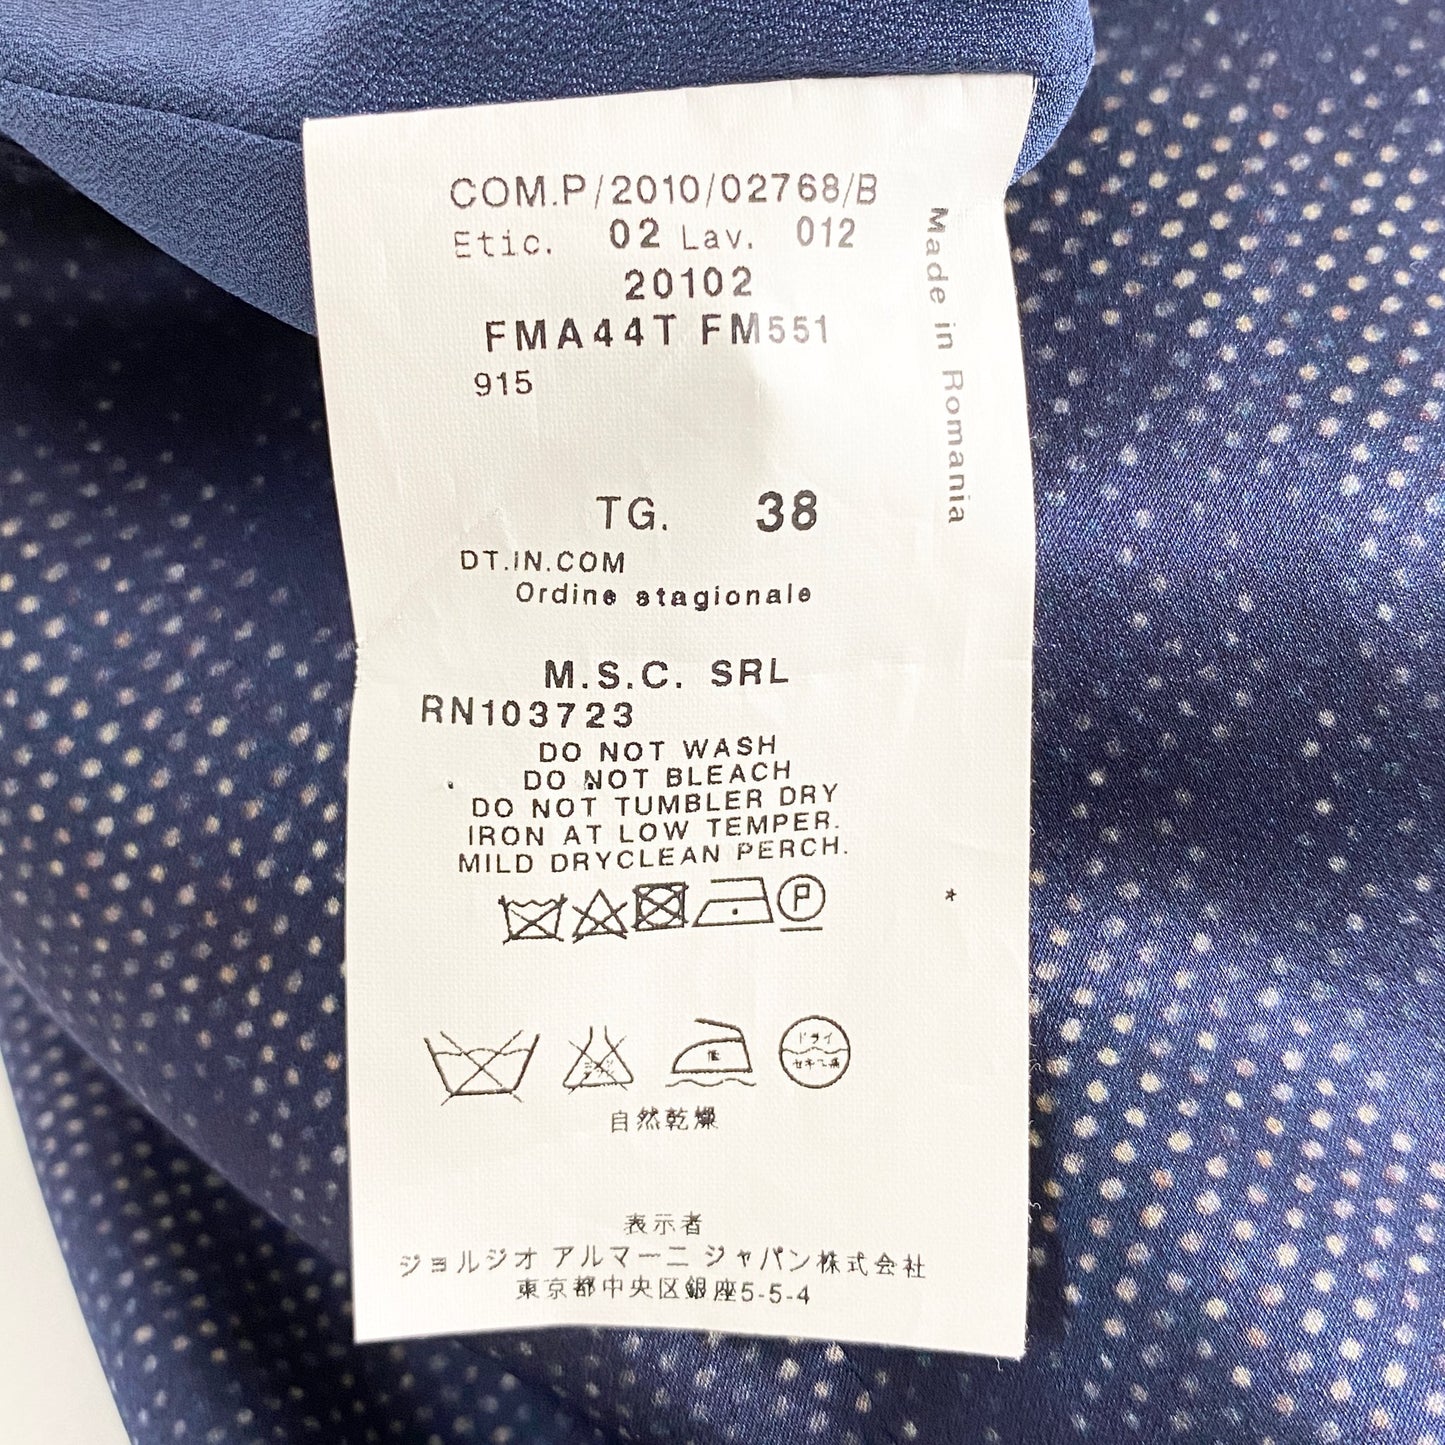 COM.P/2010/02768/B
Etic. 02 Lav. 012
20102
FMA44T FM551
915
Made in Romania
TG. 38
DT.IN.COM
Ordine stagionale
M.S.C. SRL
RN103723
DO NOT WASH
DO NOT BLEACH
DO NOT TUMBLER DRY
IRON AT LOW TEMPER.
MILD DRYCLEAN PERCH.
P
*
低
ドライ
自然乾燥
表示者
ジョルジオ アルマーニ ジャパン株式会社
東京都中央区銀座5-5-4